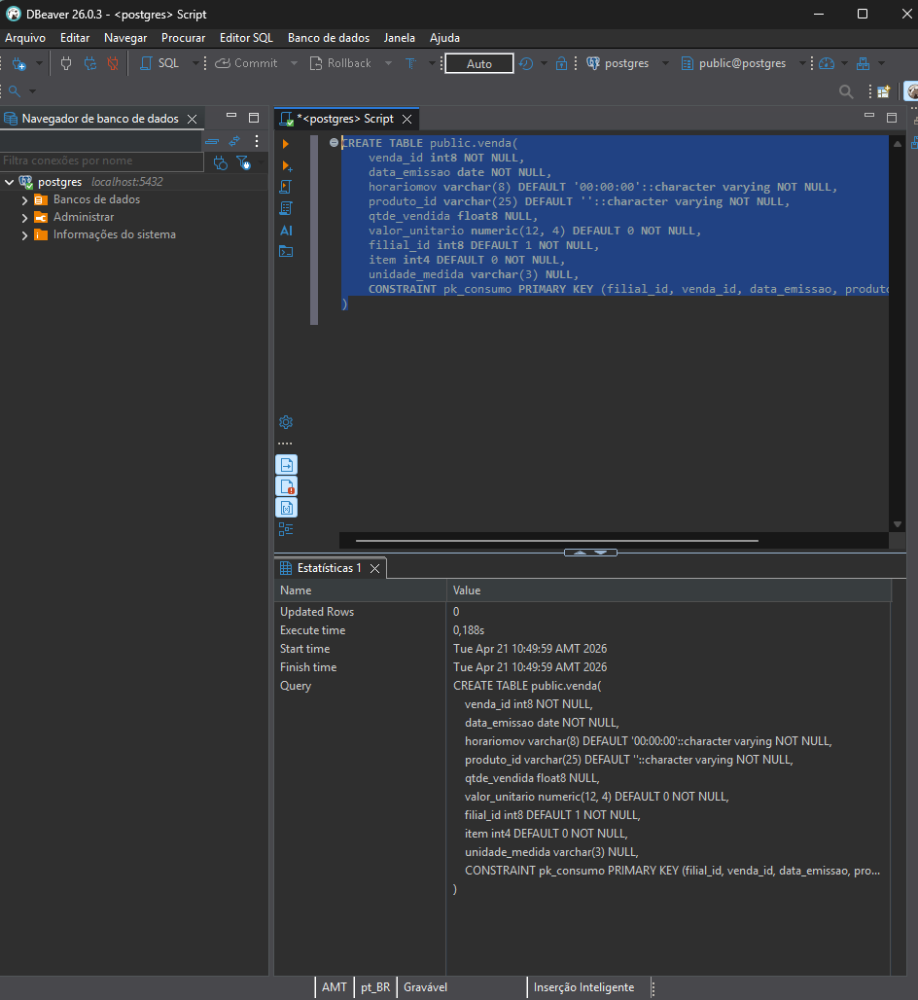 DBeaver 26.0.3 - <postgres> Script
Arquivo Editar Navegar Procurar Editor SQL Banco de dados Janela Ajuda
SQL Commit Rollback T Auto postgres public@postgres
Navegador de banco de dados
*<postgres> Script
Filtra conexões por nome
postgres localhost:5432
Bancos de dados
Administrar
Informações do sistema
AI
CREATE TABLE public.venda(
venda_id int8 NOT NULL,
data_emissao date NOT NULL,
horariomov varchar(8) DEFAULT '00:00:00'::character varying NOT NULL,
produto_id varchar(25) DEFAULT ''::character varying NOT NULL,
qtde_vendida float8 NULL,
valor_unitario numeric(12, 4) DEFAULT 0 NOT NULL,
filial_id int8 DEFAULT 1 NOT NULL,
item int4 DEFAULT 0 NOT NULL,
unidade_medida varchar(3) NULL,
CONSTRAINT pk_consumo PRIMARY KEY (filial_id, venda_id, data_emissao, produto
)
Estatísticas 1
Name Value
Updated Rows 0
Execute time 0,188s
Start time Tue Apr 21 10:49:59 AMT 2026
Finish time Tue Apr 21 10:49:59 AMT 2026
Query CREATE TABLE public.venda(
venda_id int8 NOT NULL,
data_emissao date NOT NULL,
horariomov varchar(8) DEFAULT '00:00:00'::character varying NOT NULL,
produto_id varchar(25) DEFAULT ''::character varying NOT NULL,
qtde_vendida float8 NULL,
valor_unitario numeric(12, 4) DEFAULT 0 NOT NULL,
filial_id int8 DEFAULT 1 NOT NULL,
item int4 DEFAULT 0 NOT NULL,
unidade_medida varchar(3) NULL,
CONSTRAINT pk_consumo PRIMARY KEY (filial_id, venda_id, data_emissao, pro...
)
AMT pt_BR Gravável Inserção Inteligente